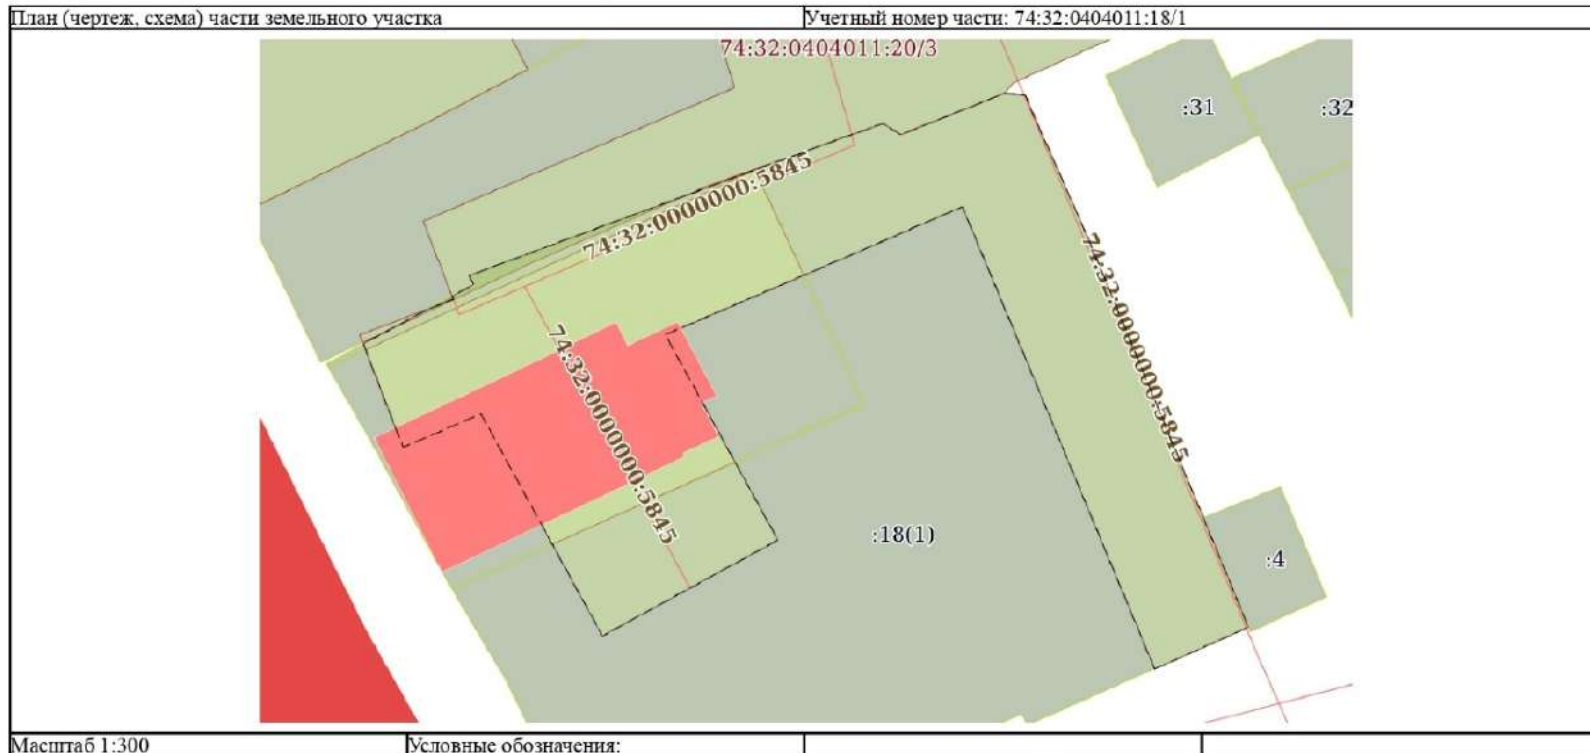 План (чертеж, схема) части земельного участка
Учетный номер части: 74:32:0404011:18/1
74:32:0404011:20/3
:31
:32
74:32:0000000:5845
74:32:0000000:5845
74:32:0000000:5845
:18(1)
:4
Масштаб 1:300
Условные обозначения: